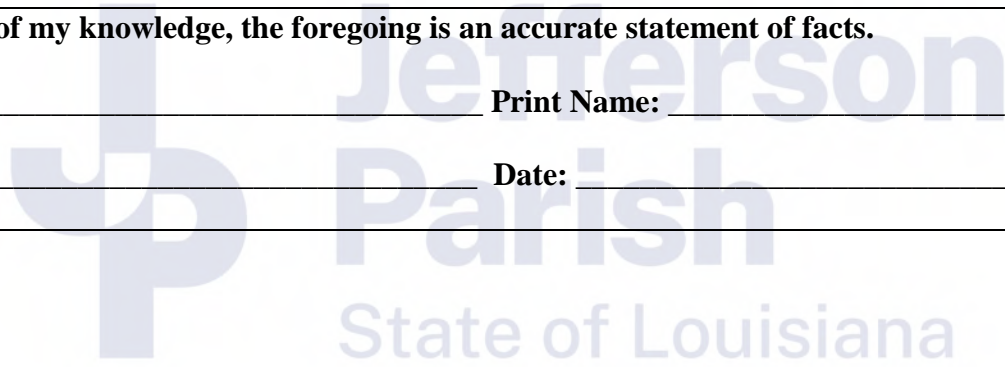 of my knowledge, the foregoing is an accurate statement of facts.
Print Name:
Date:
Jefferson
Parish
State of Louisiana